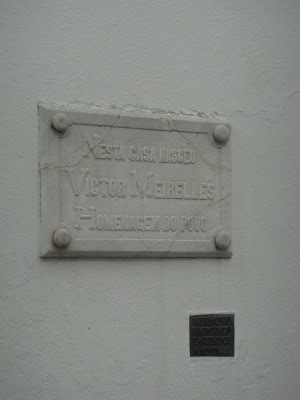 NESTA CASA NASCEU
VICTOR MEIRELLES
HOMENAGEM DO POVO